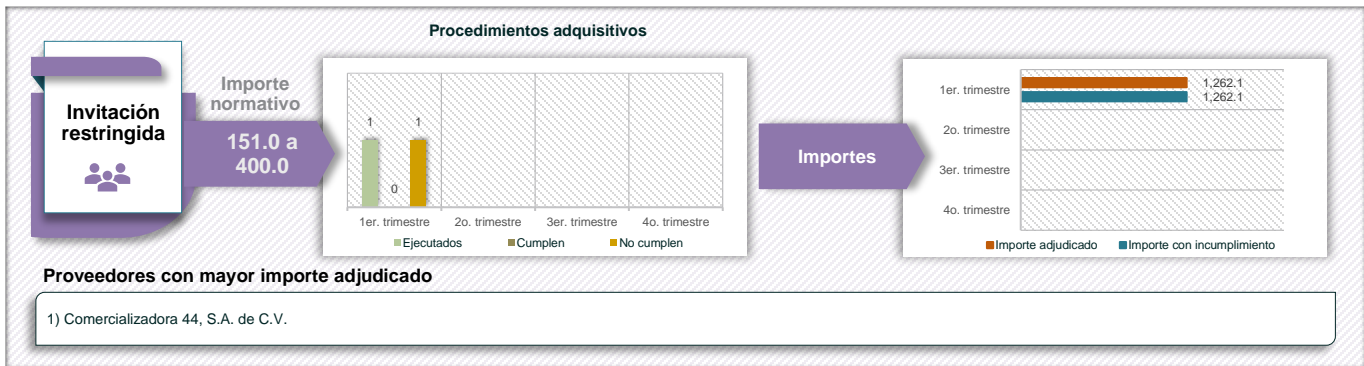 Procedimientos adquisitivos
Invitación
restringida
Importe
normativo
151.0 a
400.0
1
0
1
1er. trimestre
2o. trimestre
3er. trimestre
4o. trimestre
Ejecutados
Cumplen
No cumplen
Importes
1er. trimestre
1,262.1
1,262.1
2o. trimestre
3er. trimestre
4o. trimestre
Importe adjudicado
Importe con incumplimiento
Proveedores con mayor importe adjudicado
1) Comercializadora 44, S.A. de C.V.